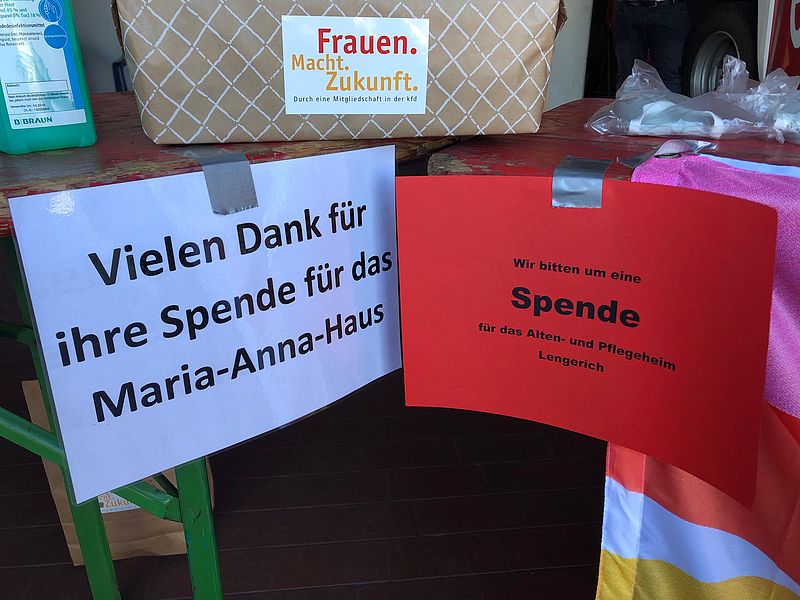 B|BRAUN
Frauen.
Macht.
Zukunft.
Durch eine Mitgliedschaft in der kfd
Vielen Dank für
ihre Spende für das
Maria-Anna-Haus
Wir bitten um eine
Spende
für das Alten- und Pflegeheim
Lengerich